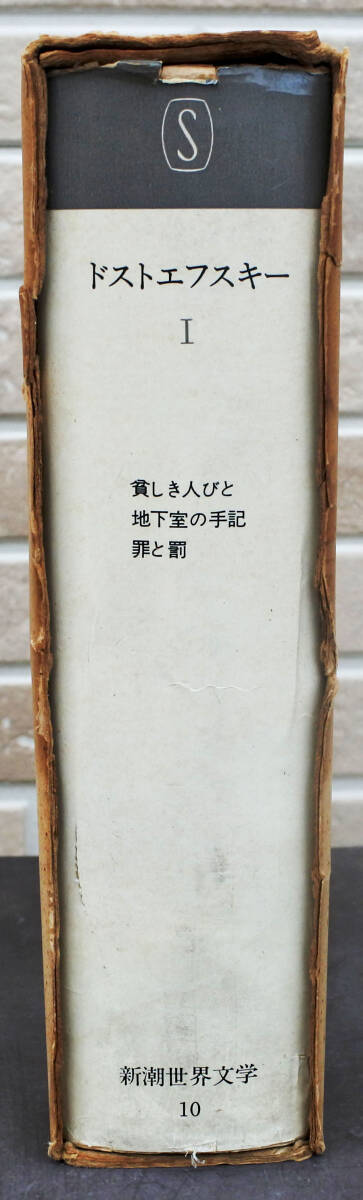 S
ドストエフスキー
I
貧しき人びと
地下室の手記
罪と罰
新潮世界文学
10